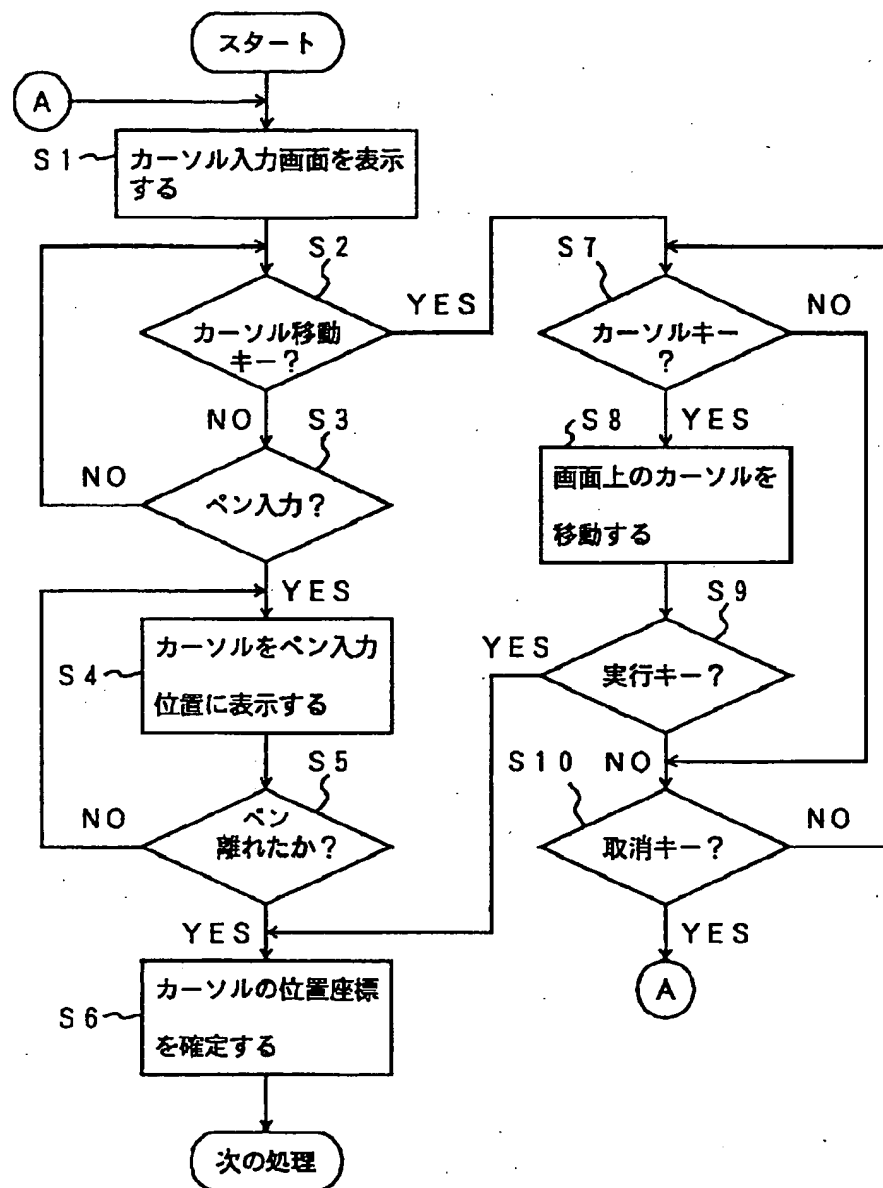 スタート
A
S1
カーソル入力画面を表示
する
S2
カーソル移動
キー?
YES
NO
S3
ペン入力?
NO
YES
S4
カーソルをペン入力
位置に表示する
S5
ペン
離れたか?
NO
YES
S6
カーソルの位置座標
を確定する
次の処理
S7
カーソルキー
?
NO
YES
S8
画面上のカーソルを
移動する
S9
実行キー?
YES
NO
S10
取消キー?
NO
YES
A